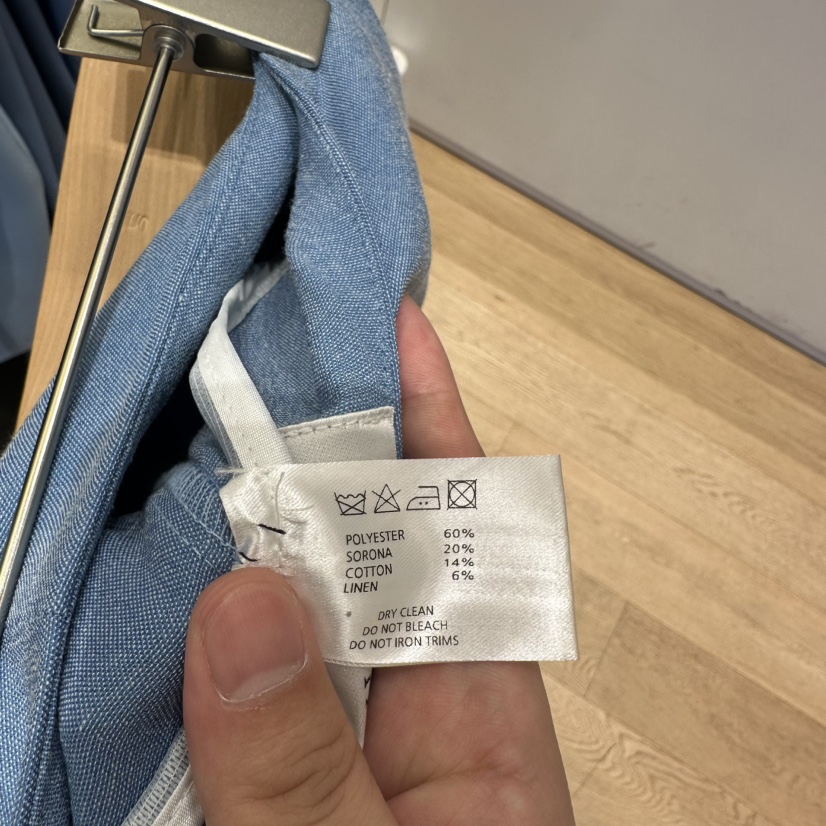 POLYESTER 60%
SORONA 20%
COTTON 14%
LINEN 6%
DRY CLEAN
DO NOT BLEACH
DO NOT IRON TRIMS